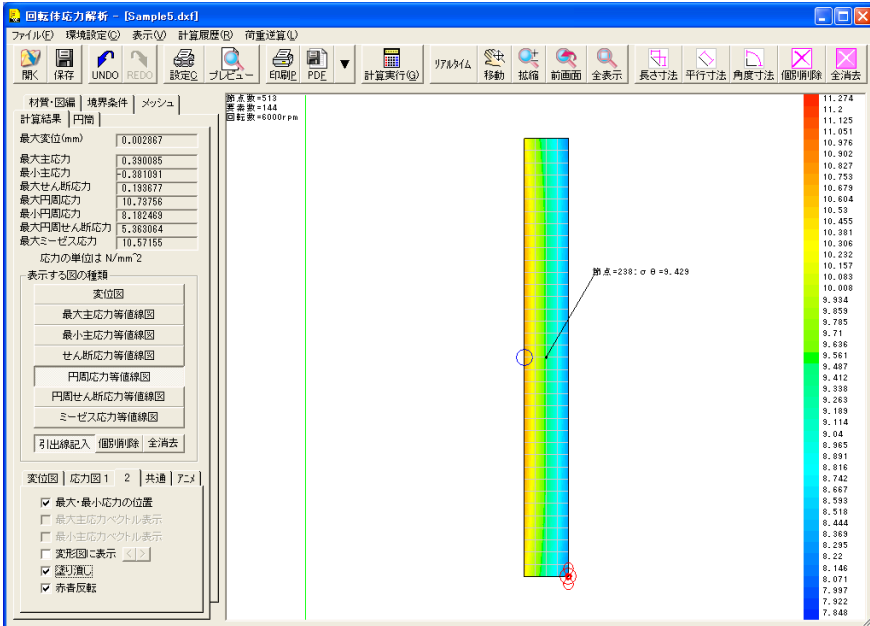 回転体応力解析 - [Sample5.dxf]
ファイル(F) 環境設定(C) 表示(V) 計算履歴(R) 荷重逆算(L)
開く 保存 UNDO REDO 設定C プレビュー 印刷P PDF ▼ 計算実行(G) リアルタイム 移動 拡縮 前画面 全表示 長さ寸法 平行寸法 角度寸法 個別削除 全消去
材質・図編 境界条件 メッシュ
計算結果 円筒
最大変位(mm) 0.002867
最大主応力 0.390085
最小主応力 -0.381091
最大せん断応力 0.193677
最大円周応力 10.73756
最小円周応力 8.182469
最大円周せん断応力 5.363064
最大ミーゼス応力 10.57155
応力の単位は N/mm^2
表示する図の種類
変位図
最大主応力等値線図
最小主応力等値線図
せん断応力等値線図
円周応力等値線図
円周せん断応力等値線図
ミーゼス応力等値線図
引出線記入 個別削除 全消去
変位図 応力図1 2 共通 アニメ
最大・最小応力の位置
最大主応力ベクトル表示
最小主応力ベクトル表示
変形図に表示 < >
塗り潰し
赤青反転
節点数=513
要素数=144
回転数=6000rpm
節点=238:σθ=9.429
11.274
11.2
11.125
11.051
10.976
10.902
10.827
10.753
10.679
10.604
10.53
10.455
10.381
10.306
10.232
10.157
10.083
10.008
9.934
9.859
9.785
9.71
9.636
9.561
9.487
9.412
9.338
9.263
9.189
9.114
9.04
8.965
8.891
8.816
8.742
8.667
8.593
8.518
8.444
8.369
8.295
8.22
8.146
8.071
7.997
7.922
7.848